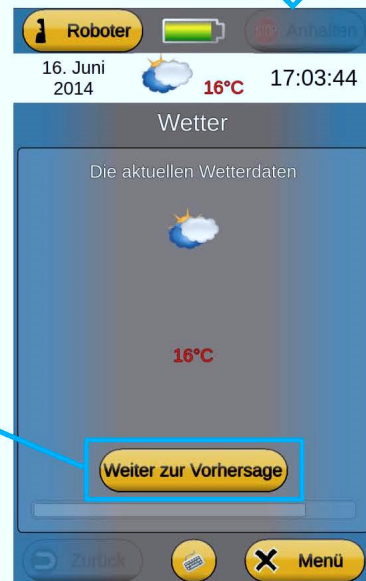 Roboter
STOP Anhalten
16. Juni
2014
16°C
17:03:44
Wetter
Die aktuellen Wetterdaten
16°C
Weiter zur Vorhersage
Zurück
Menü